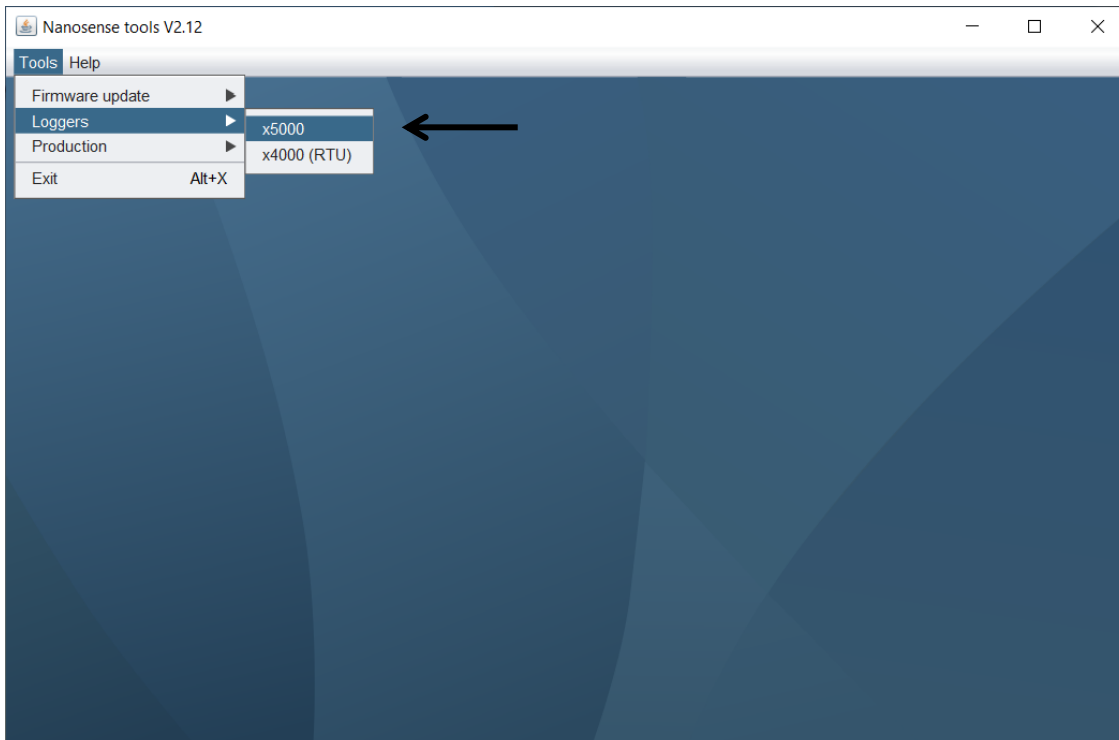 Nanosense tools V2.12
Tools Help
Firmware update
Loggers
Production
Exit Alt+X
x5000
x4000 (RTU)